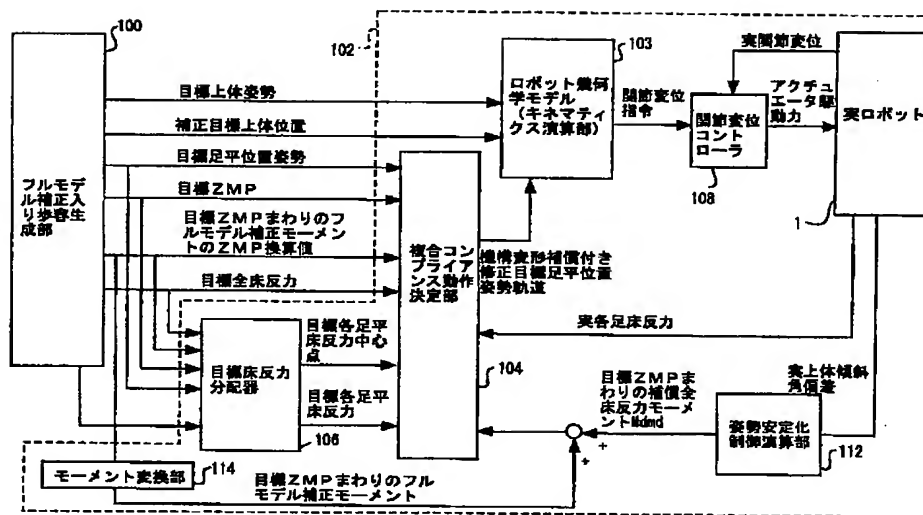 100
102
103
実関節変位
目標上体姿勢
ロボット幾何
学モデル
(キネマティ
クス演算部)
関節変位
指令
関節変位
コント
ローラ
108
アクチュ
エータ駆
動力
実ロボット
1
補正目標上体位置
目標足平位置姿勢
フルモデ
ル補正入
り歩容生
成部
目標ZMP
目標ZMPまわりのフ
ルモデル補正モーメン
トのZMP換算値
目標全床反力
複合コン
プライア
ンス動作
決定部
104
機構変形補償付き
修正目標足平位置
姿勢軌道
実各足床反力
目標床反力
分配器
106
目標各足平
床反力中心
点
目標各足平
床反力
目標ZMPま
わりの補償全
床反力モーメ
ントMdmd
実上体傾斜
角偏差
姿勢安定化
制御演算部
112
+
+
モーメント変換部
114
目標ZMPまわりのフル
モデル補正モーメント